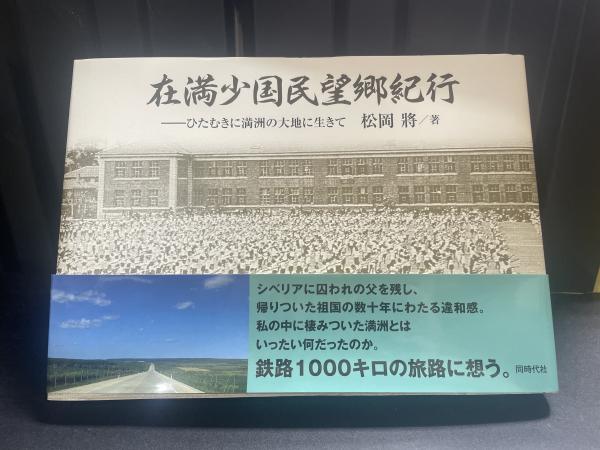 在満少国民望郷紀行
──ひたむきに満洲の大地に生きて 松岡 將／著
シベリアに囚われの父を残し、
帰りついた祖国の数十年にわたる違和感。
私の中に棲みついた満洲とは
いったい何だったのか。
鉄路1000キロの旅路に想う。 同時代社